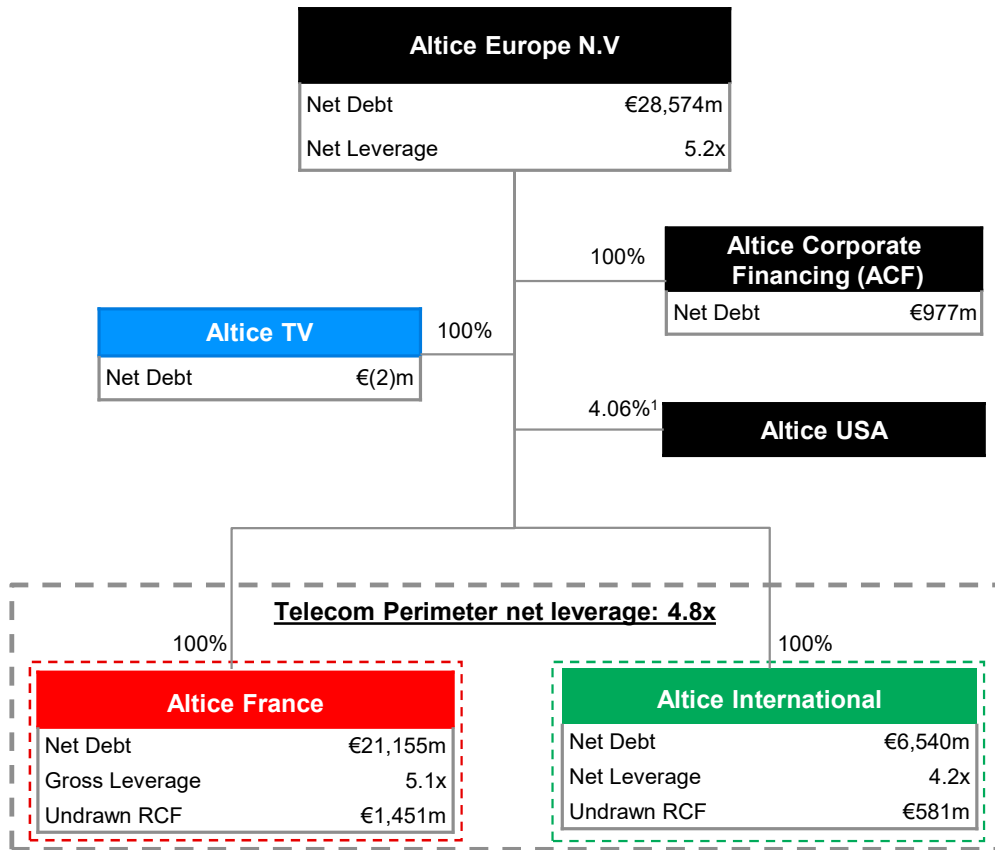 Altice Europe N.V
Net Debt €28,574m
Net Leverage 5.2x
100%
Altice Corporate
Financing (ACF)
Net Debt €977m
Altice TV
100%
Net Debt €(2)m
4.06%¹
Altice USA
Telecom Perimeter net leverage: 4.8x
100%
100%
Altice France
Net Debt €21,155m
Gross Leverage 5.1x
Undrawn RCF €1,451m
Altice International
Net Debt €6,540m
Net Leverage 4.2x
Undrawn RCF €581m